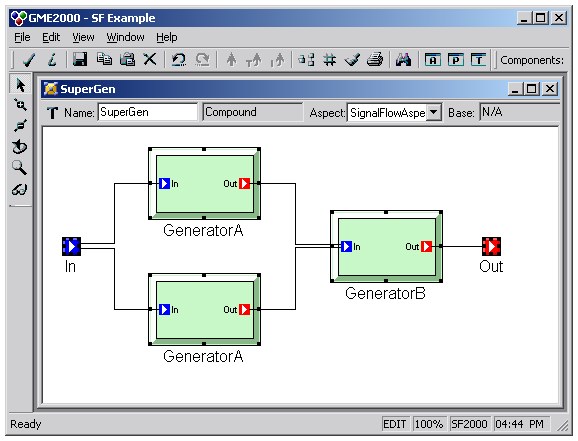 GME2000 - SF Example
File Edit View Window Help
A P T Components:
SuperGen
T Name: SuperGen Compound Aspect: SignalFlowAspe Base: N/A
In Out
GeneratorA
In Out
In
Out
GeneratorB
In Out
GeneratorA
Ready EDIT 100% SF2000 04:44 PM